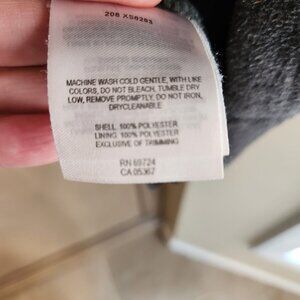 208 X56283
MACHINE WASH COLD GENTLE, WITH LIKE
COLORS, DO NOT BLEACH, TUMBLE DRY
LOW, REMOVE PROMPTLY, DO NOT IRON,
DRYCLEANABLE
SHELL: 100% POLYESTER
LINING: 100% POLYESTER
EXCLUSIVE OF TRIMMING
RN 69724
CA 05367